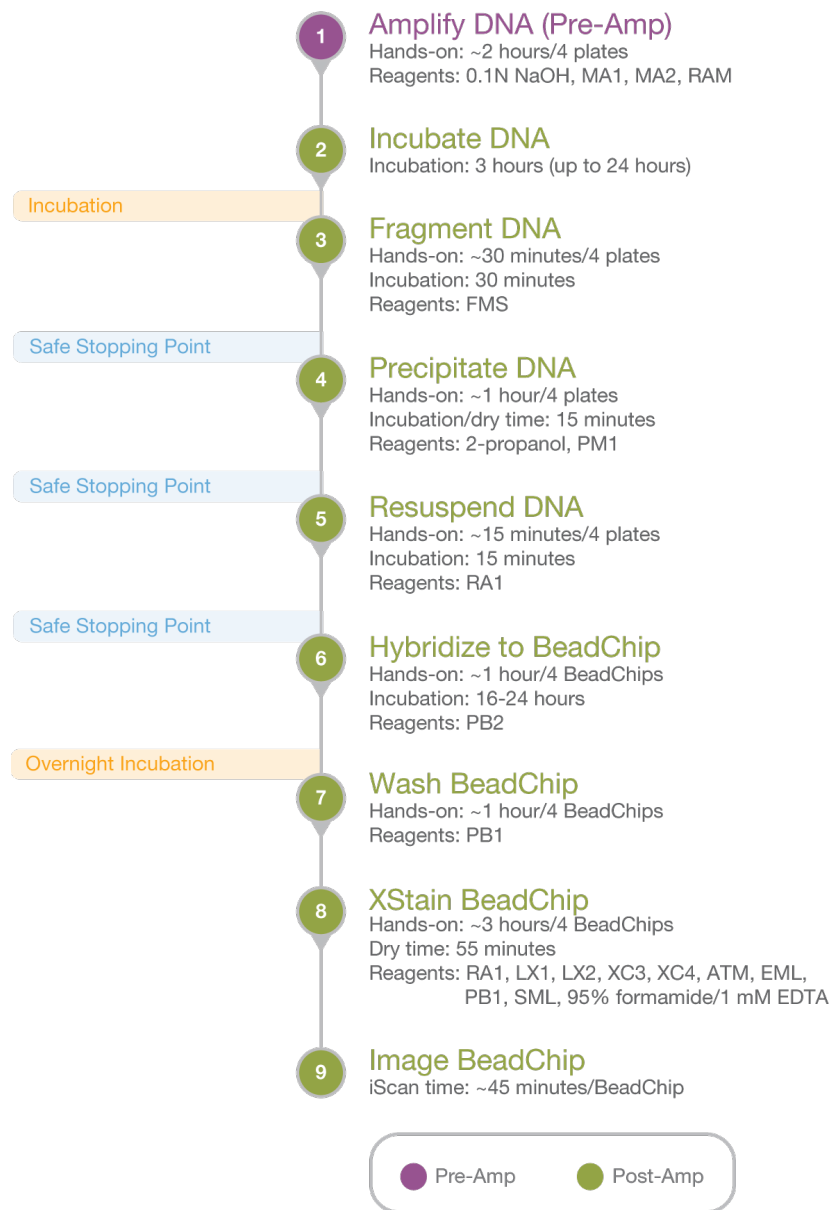 1
Amplify DNA (Pre-Amp)
Hands-on: ~2 hours/4 plates
Reagents: 0.1N NaOH, MA1, MA2, RAM
2
Incubate DNA
Incubation: 3 hours (up to 24 hours)
Incubation
3
Fragment DNA
Hands-on: ~30 minutes/4 plates
Incubation: 30 minutes
Reagents: FMS
Safe Stopping Point
4
Precipitate DNA
Hands-on: ~1 hour/4 plates
Incubation/dry time: 15 minutes
Reagents: 2-propanol, PM1
Safe Stopping Point
5
Resuspend DNA
Hands-on: ~15 minutes/4 plates
Incubation: 15 minutes
Reagents: RA1
Safe Stopping Point
6
Hybridize to BeadChip
Hands-on: ~1 hour/4 BeadChips
Incubation: 16-24 hours
Reagents: PB2
Overnight Incubation
7
Wash BeadChip
Hands-on: ~1 hour/4 BeadChips
Reagents: PB1
8
XStain BeadChip
Hands-on: ~3 hours/4 BeadChips
Dry time: 55 minutes
Reagents: RA1, LX1, LX2, XC3, XC4, ATM, EML,
PB1, SML, 95% formamide/1 mM EDTA
9
Image BeadChip
iScan time: ~45 minutes/BeadChip
Pre-Amp
Post-Amp